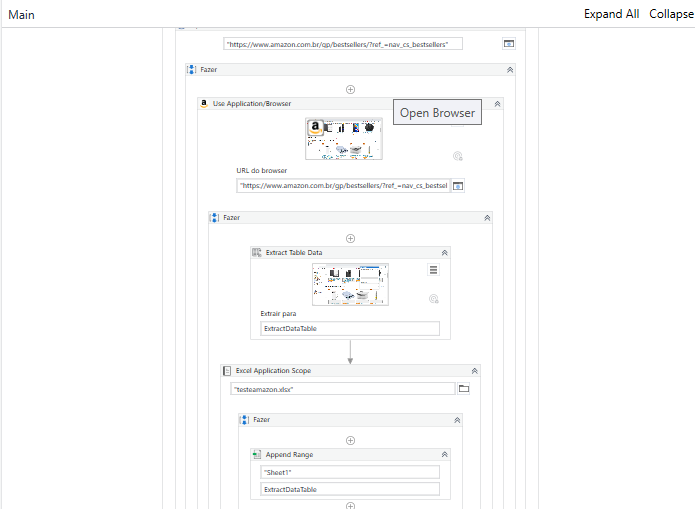 Main
Expand All
Collapse
"https://www.amazon.com.br/gp/bestsellers/?ref_=nav_cs_bestsellers"
Fazer
Use Application/Browser
Open Browser
URL do browser
"https://www.amazon.com.br/gp/bestsellers/?ref_=nav_cs_bestsel
Fazer
Extract Table Data
Extrair para
ExtractDataTable
Excel Application Scope
"testeamazon.xlsx"
Fazer
Append Range
"Sheet1"
ExtractDataTable